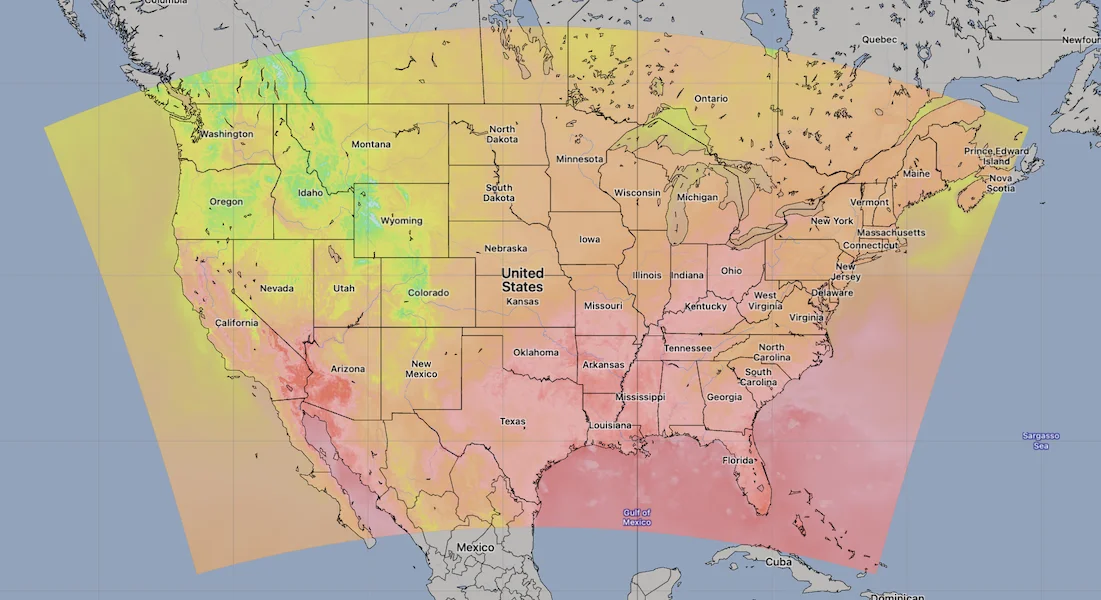 Columbia
Quebec
Newfoun
Ontario
Washington
Montana
North
Dakota
Minnesota
Prince Edward
Island
Nova
Scotia
Maine
Oregon
Idaho
South
Dakota
Wisconsin
Michigan
Vermont
Wyoming
New York
Massachusetts
Connecticut
Iowa
Nebraska
United
States
Kansas
Nevada
Utah
Colorado
Illinois
Indiana
Ohio
New
Jersey
Delaware
Missouri
Kentucky
West
Virginia
Virginia
California
Tennessee
North
Carolina
Oklahoma
Arkansas
Arizona
New
Mexico
South
Carolina
Mississippi
Georgia
Texas
Louisiana
Florida
Sargasso
Sea
Gulf of
Mexico
Mexico
Cuba
Dominican